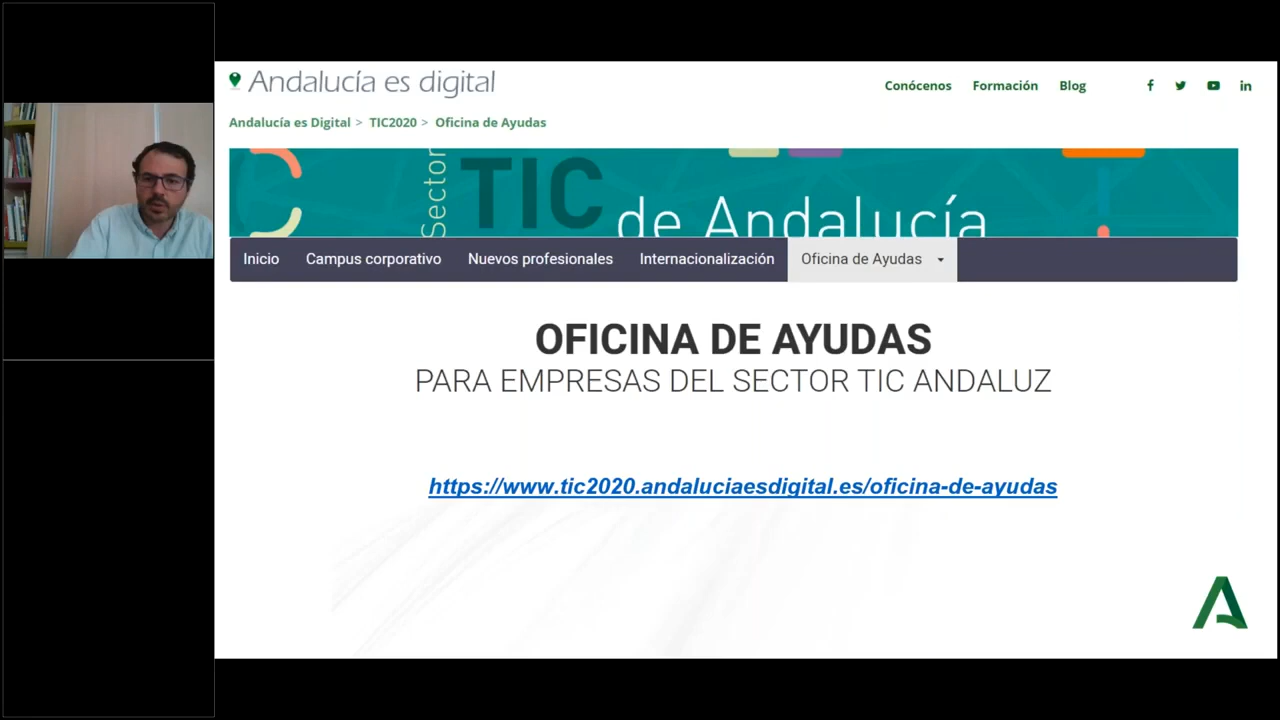 Andalucía es digital
Conócenos Formación Blog
Andalucía es Digital > TIC2020 > Oficina de Ayudas
Sector TIC de Andalucía
Inicio Campus corporativo Nuevos profesionales Internacionalización Oficina de Ayudas
OFICINA DE AYUDAS
PARA EMPRESAS DEL SECTOR TIC ANDALUZ
https://www.tic2020.andaluciaesdigital.es/oficina-de-ayudas